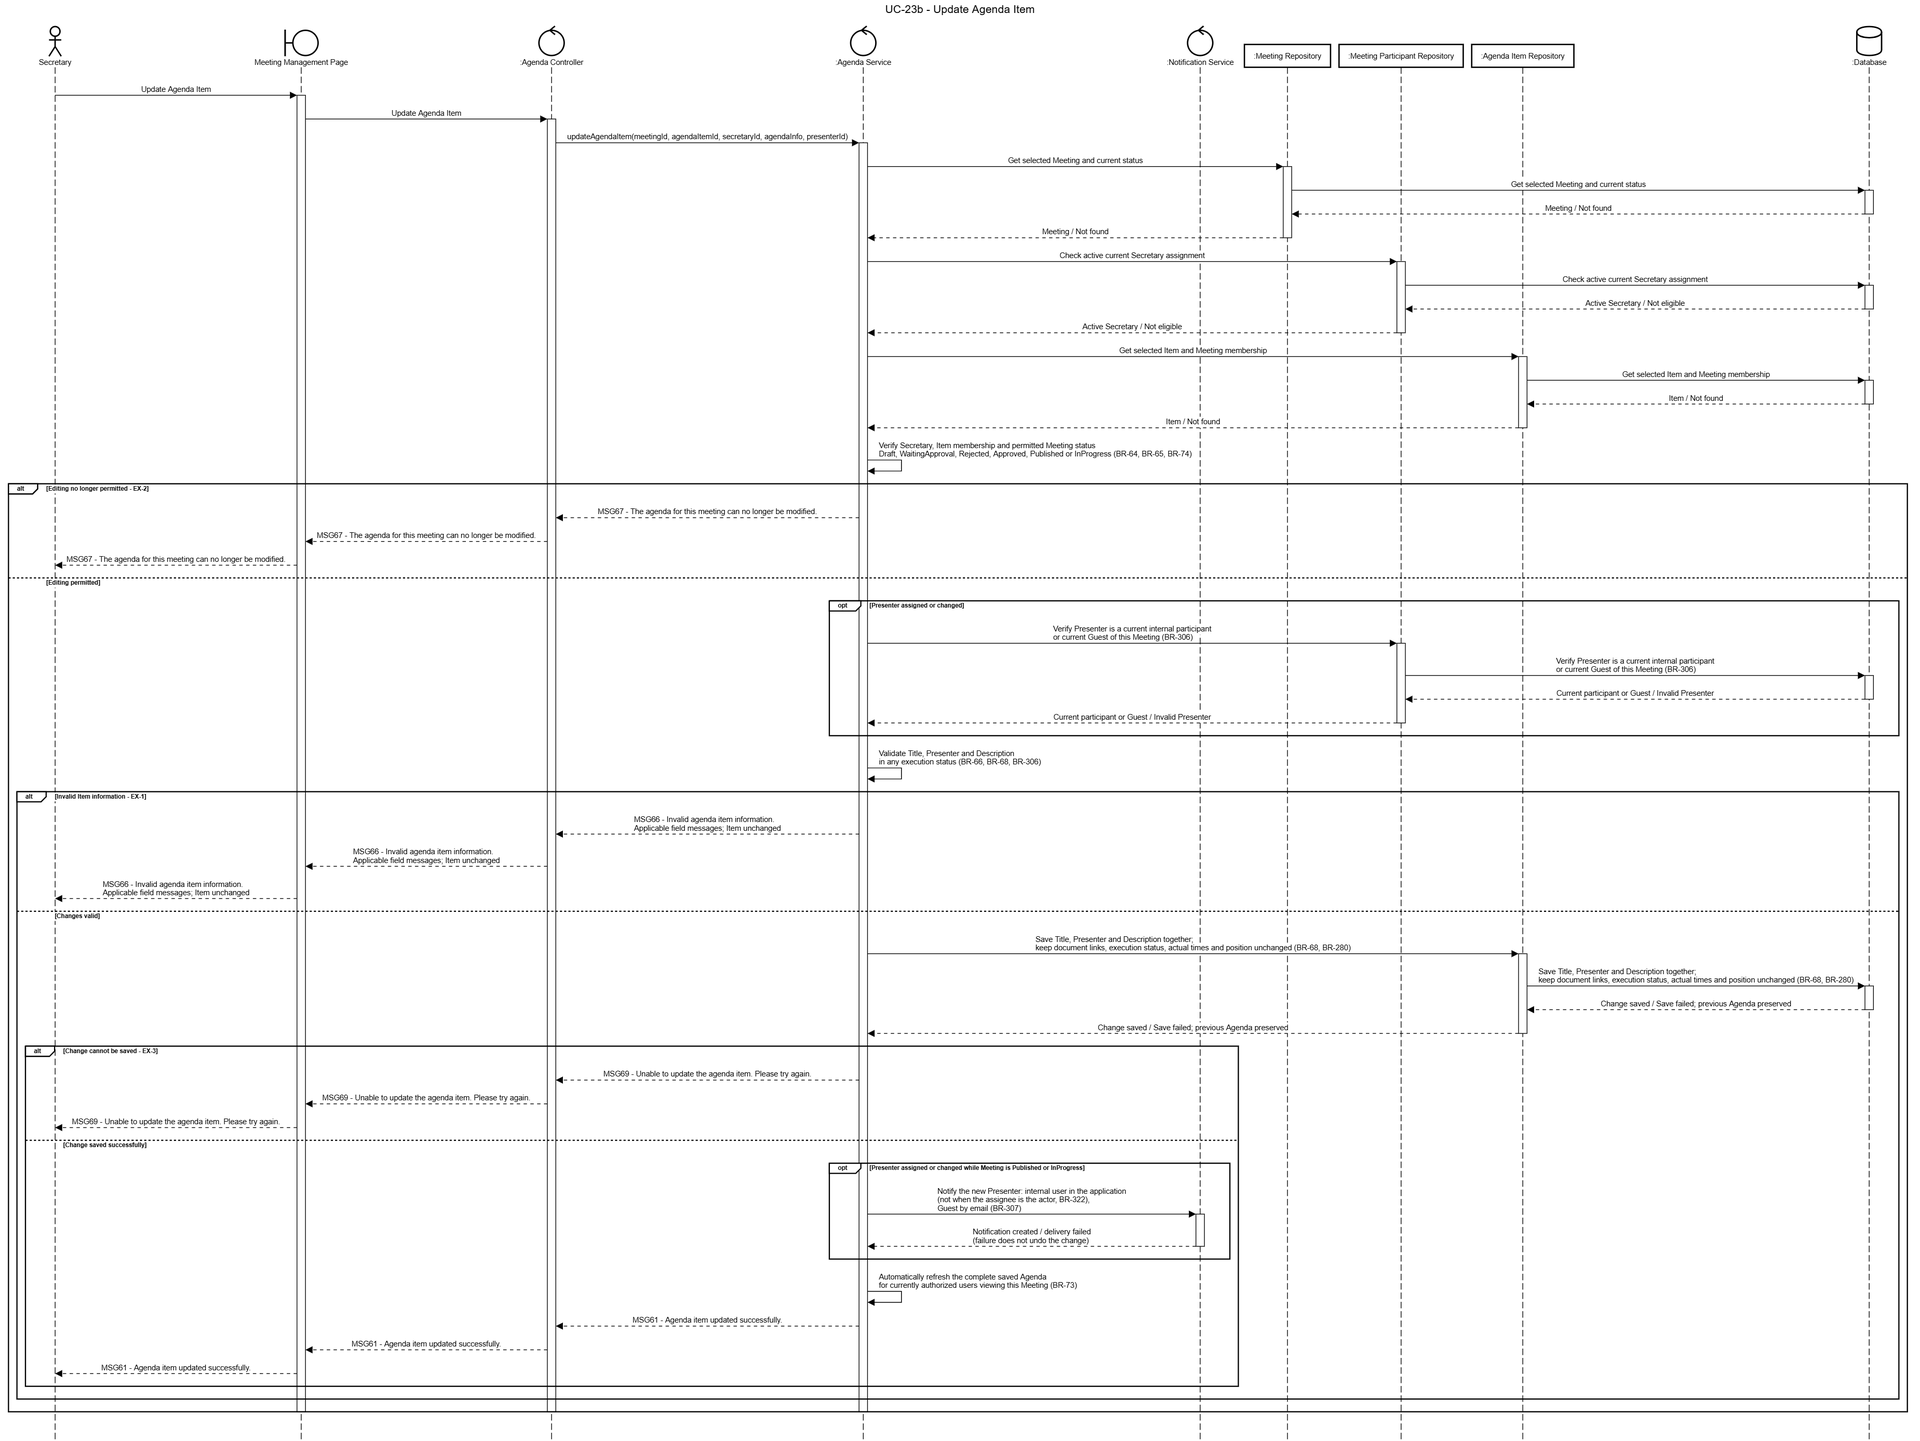 UC-23b - Update Agenda Item
Secretary
Meeting Management Page
:Agenda Controller
:Agenda Service
:Notification Service
:Meeting Repository
:Meeting Participant Repository
:Agenda Item Repository
:Database
Update Agenda Item
Update Agenda Item
updateAgendaItem(meetingId, agendaItemId, secretaryId, agendaInfo, presenterId)
Get selected Meeting and current status
Get selected Meeting and current status
Meeting / Not found
Meeting / Not found
Check active current Secretary assignment
Check active current Secretary assignment
Active Secretary / Not eligible
Active Secretary / Not eligible
Get selected Item and Meeting membership
Get selected Item and Meeting membership
Item / Not found
Item / Not found
Verify Secretary, Item membership and permitted Meeting status
Draft, WaitingApproval, Rejected, Approved, Published or InProgress (BR-64, BR-65, BR-74)
alt
[Editing no longer permitted - EX-2]
MSG67 - The agenda for this meeting can no longer be modified.
MSG67 - The agenda for this meeting can no longer be modified.
MSG67 - The agenda for this meeting can no longer be modified.
[Editing permitted]
opt
[Presenter assigned or changed]
Verify Presenter is a current internal participant
or current Guest of this Meeting (BR-306)
Verify Presenter is a current internal participant
or current Guest of this Meeting (BR-306)
Current participant or Guest / Invalid Presenter
Current participant or Guest / Invalid Presenter
Validate Title, Presenter and Description
in any execution status (BR-66, BR-68, BR-306)
alt
[Invalid Item information - EX-1]
MSG66 - Invalid agenda item information.
Applicable field messages; Item unchanged
MSG66 - Invalid agenda item information.
Applicable field messages; Item unchanged
MSG66 - Invalid agenda item information.
Applicable field messages; Item unchanged
[Changes valid]
Save Title, Presenter and Description together;
keep document links, execution status, actual times and position unchanged (BR-68, BR-280)
Save Title, Presenter and Description together;
keep document links, execution status, actual times and position unchanged (BR-68, BR-280)
Change saved / Save failed; previous Agenda preserved
Change saved / Save failed; previous Agenda preserved
alt
[Change cannot be saved - EX-3]
MSG69 - Unable to update the agenda item. Please try again.
MSG69 - Unable to update the agenda item. Please try again.
MSG69 - Unable to update the agenda item. Please try again.
[Change saved successfully]
opt
[Presenter assigned or changed while Meeting is Published or InProgress]
Notify the new Presenter: internal user in the application
(not when the assignee is the actor, BR-322),
Guest by email (BR-307)
Notification created / delivery failed
(failure does not undo the change)
Automatically refresh the complete saved Agenda
for currently authorized users viewing this Meeting (BR-73)
MSG61 - Agenda item updated successfully.
MSG61 - Agenda item updated successfully.
MSG61 - Agenda item updated successfully.